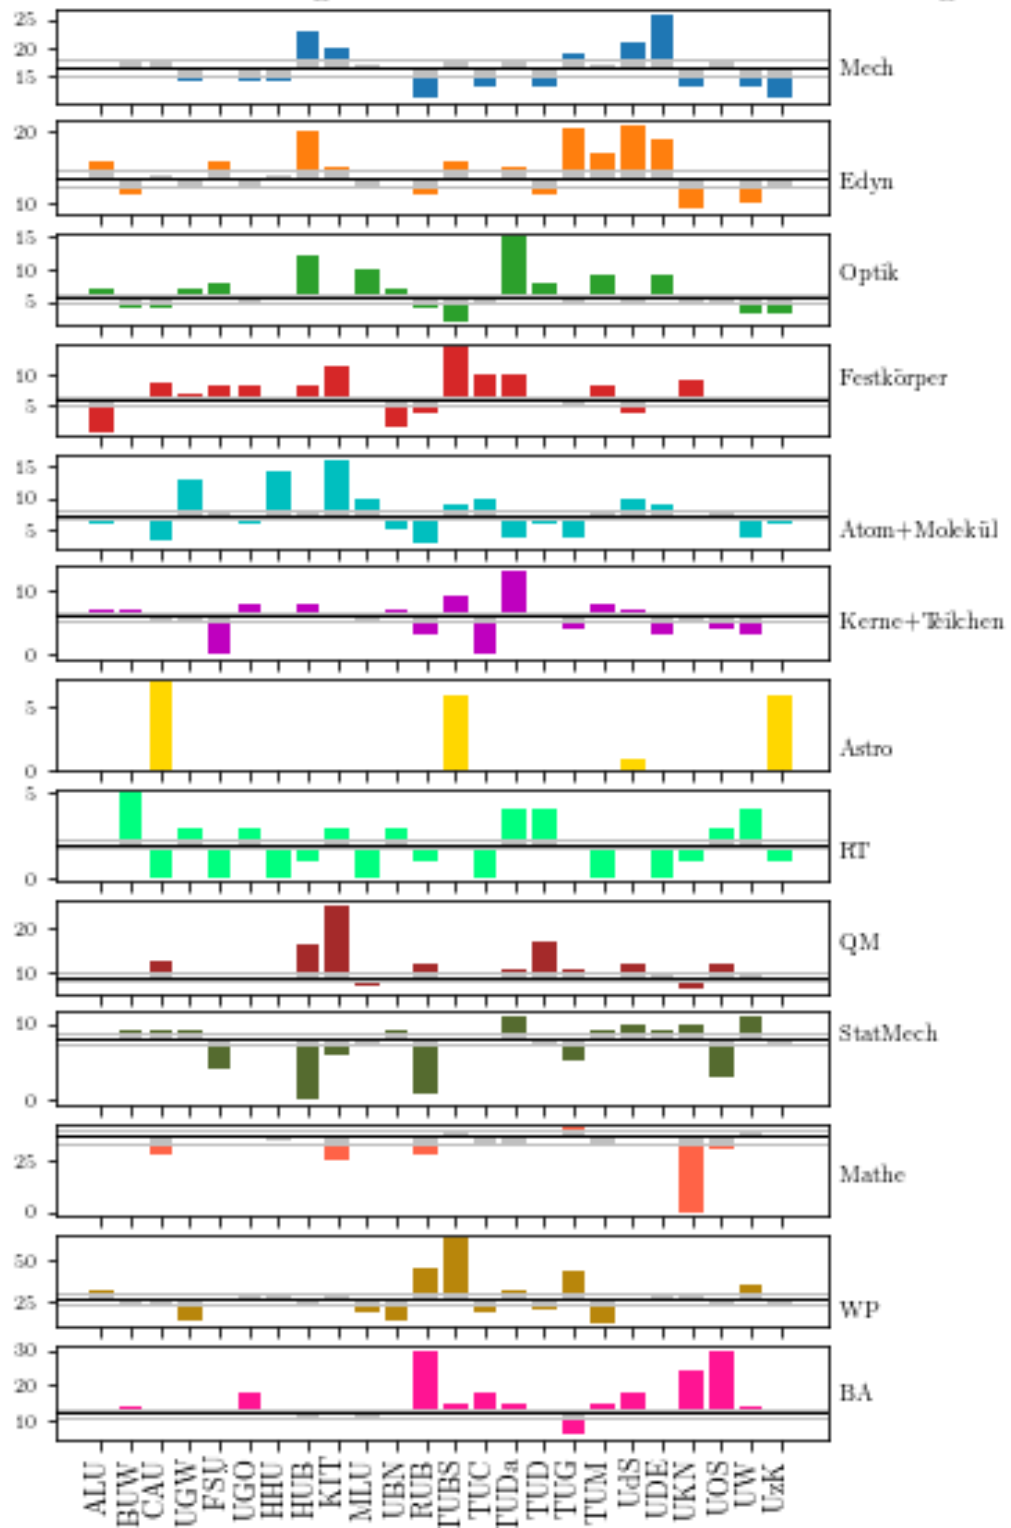 25
20
15
Mech
20
10
Edyn
15
10
5
Optik
10
5
Festkörper
15
10
5
Atom+Molekül
10
0
Kerne+Teilchen
5
0
Astro
5
0
RT
20
10
QM
10
0
StatMech
25
0
Mathe
50
25
WP
30
20
10
BA
ALU
BUW
CAU
UGW
FSU
UGO
HHU
HUB
KIT
MLU
UBN
RUB
TUBS
TUC
TUDa
TUD
TUG
TUM
UdS
UDE
UKN
UOS
UW
UzK